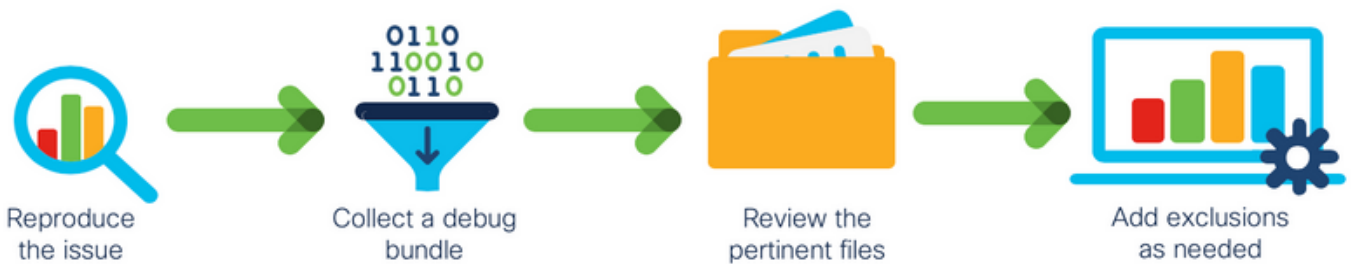 0110
110010
0110
Reproduce
the issue
Collect a debug
bundle
Review the
pertinent files
Add exclusions
as needed